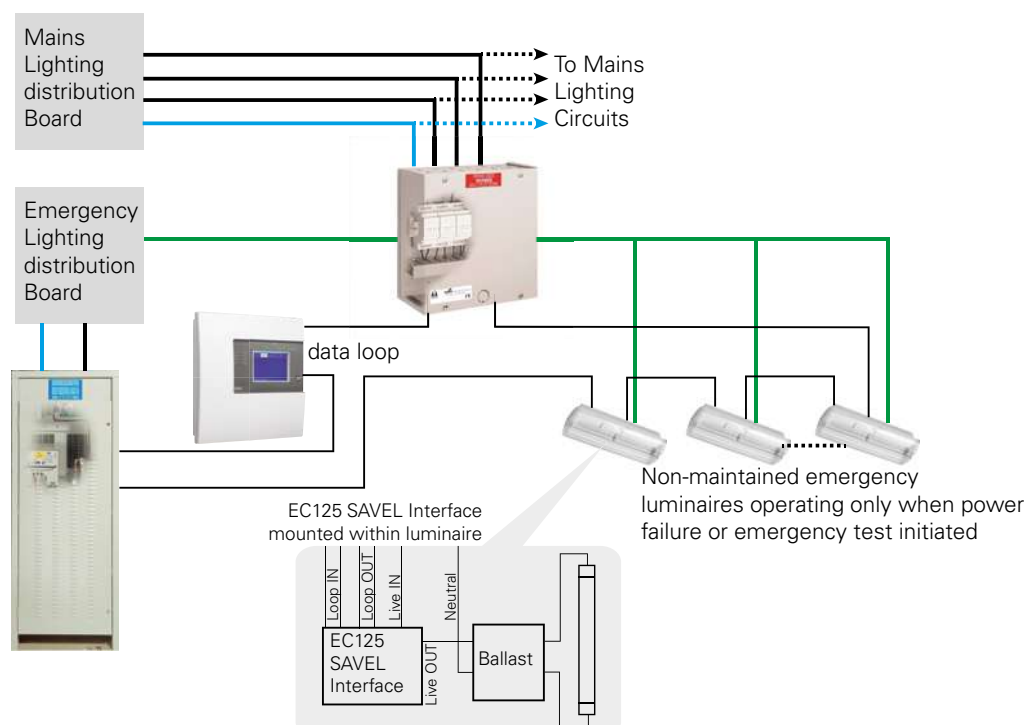 Mains
Lighting
distribution
Board
To Mains
Lighting
Circuits
Emergency
Lighting
distribution
Board
data loop
Non-maintained emergency
luminaires operating only when power
failure or emergency test initiated
EC125 SAVEL Interface
mounted within luminaire
Loop IN
Loop OUT
Live IN
Neutral
EC125
SAVEL
Interface
Live OUT
Ballast